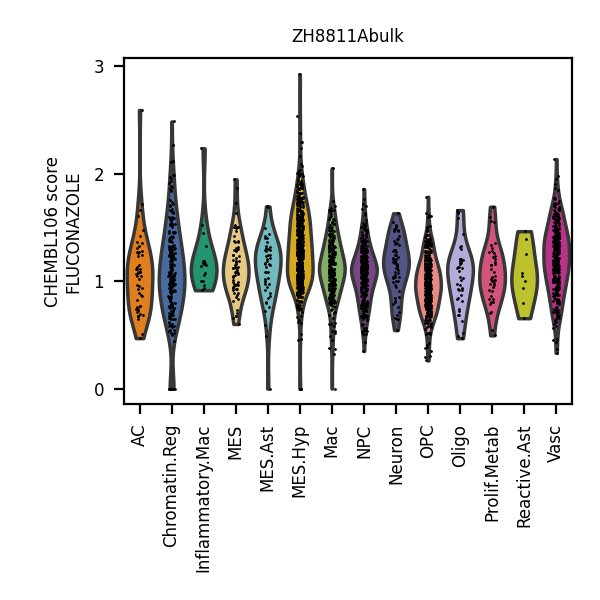 ZH8811Abulk
CHEMBL106 score
FLUCONAZOLE
3
2
1
0
AC
Chromatin.Reg
Inflammatory.Mac
MES
MES.Ast
MES.Hyp
Mac
NPC
Neuron
OPC
Oligo
Prolif.Metab
Reactive.Ast
Vasc